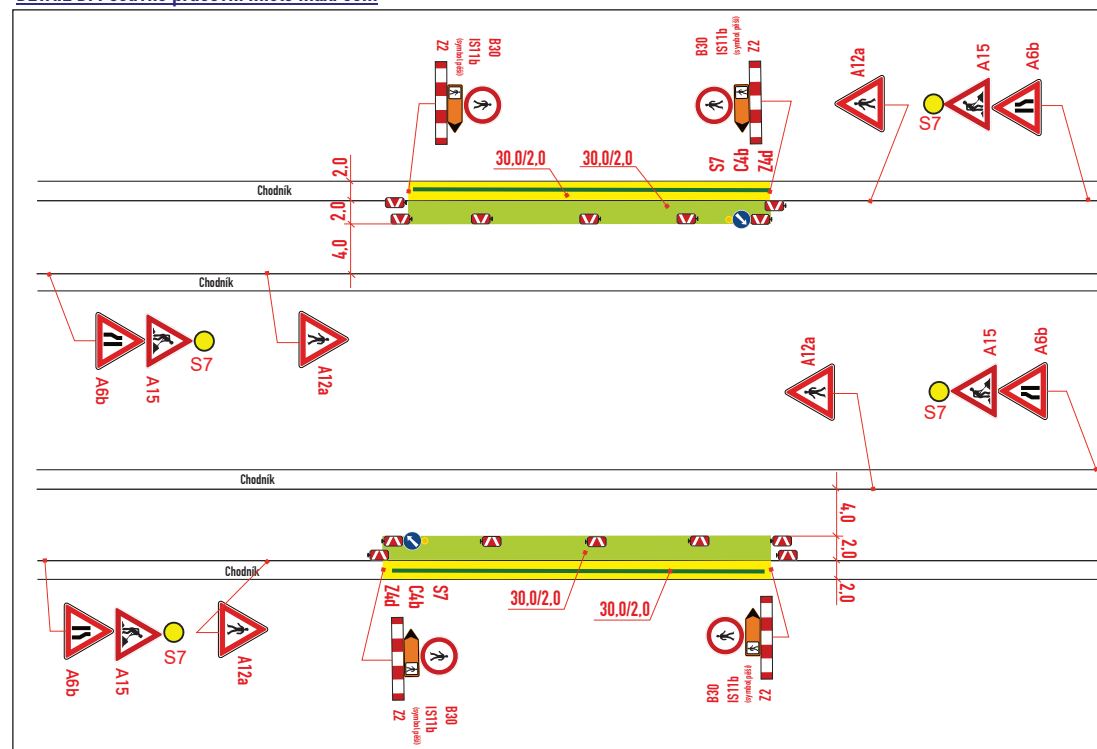 Z2
(symbol pěší)
IS11b
B30
B30
IS11b
(symbol pěší)
Z2
A12a
S7
A15
A6b
S7
C4b
Z4d
30,0/2,0
30,0/2,0
2,0
2,0
4,0
Chodník
Chodník
A6b
A15
S7
A12a
A12a
S7
A15
A6b
Chodník
4,0
2,0
2,0
Chodník
Z4d
C4b
S7
30,0/2,0
30,0/2,0
A6b
A15
S7
A12a
Z2
(symbol pěší)
IS11b
B30
B30
IS11b
(symbol pěší)
Z2